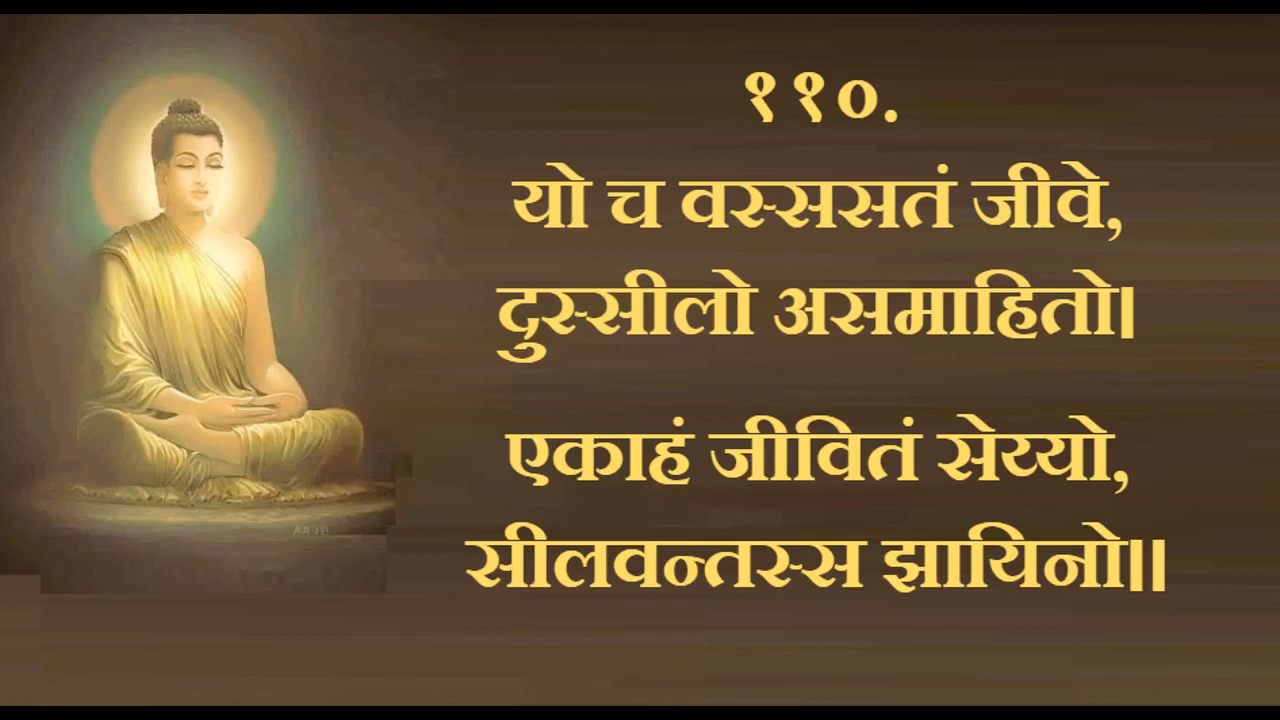 ११०.
यो च वस्ससतं जीवे,
दुस्सीलो असमाहितो।
एकाहं जीवितं सेय्यो,
सीलवन्तस्स झायिनो।।